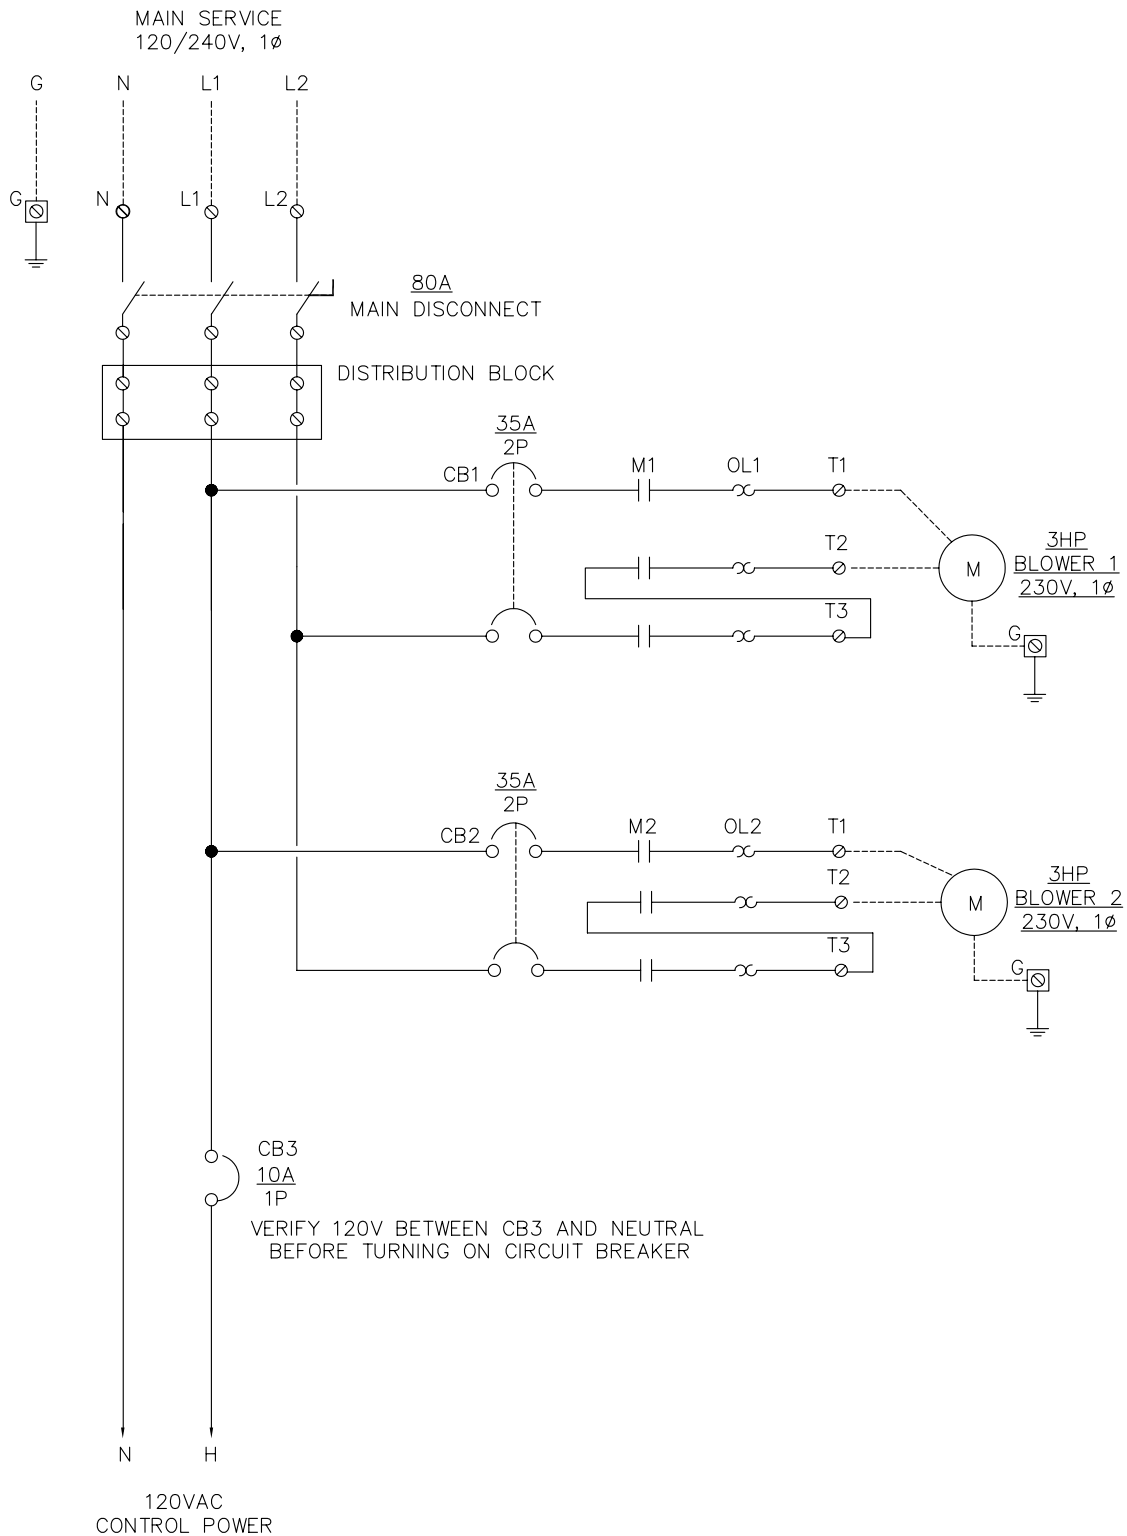 MAIN SERVICE
120/240V, 1ø
G N L1 L2
G N L1 L2
80A
MAIN DISCONNECT
DISTRIBUTION BLOCK
35A
2P
CB1 M1 OL1 T1
T2
T3
3HP
BLOWER 1
230V, 1ø
M
G
35A
2P
CB2 M2 OL2 T1
T2
T3
3HP
BLOWER 2
230V, 1ø
M
G
CB3
10A
1P
VERIFY 120V BETWEEN CB3 AND NEUTRAL
BEFORE TURNING ON CIRCUIT BREAKER
N H
120VAC
CONTROL POWER